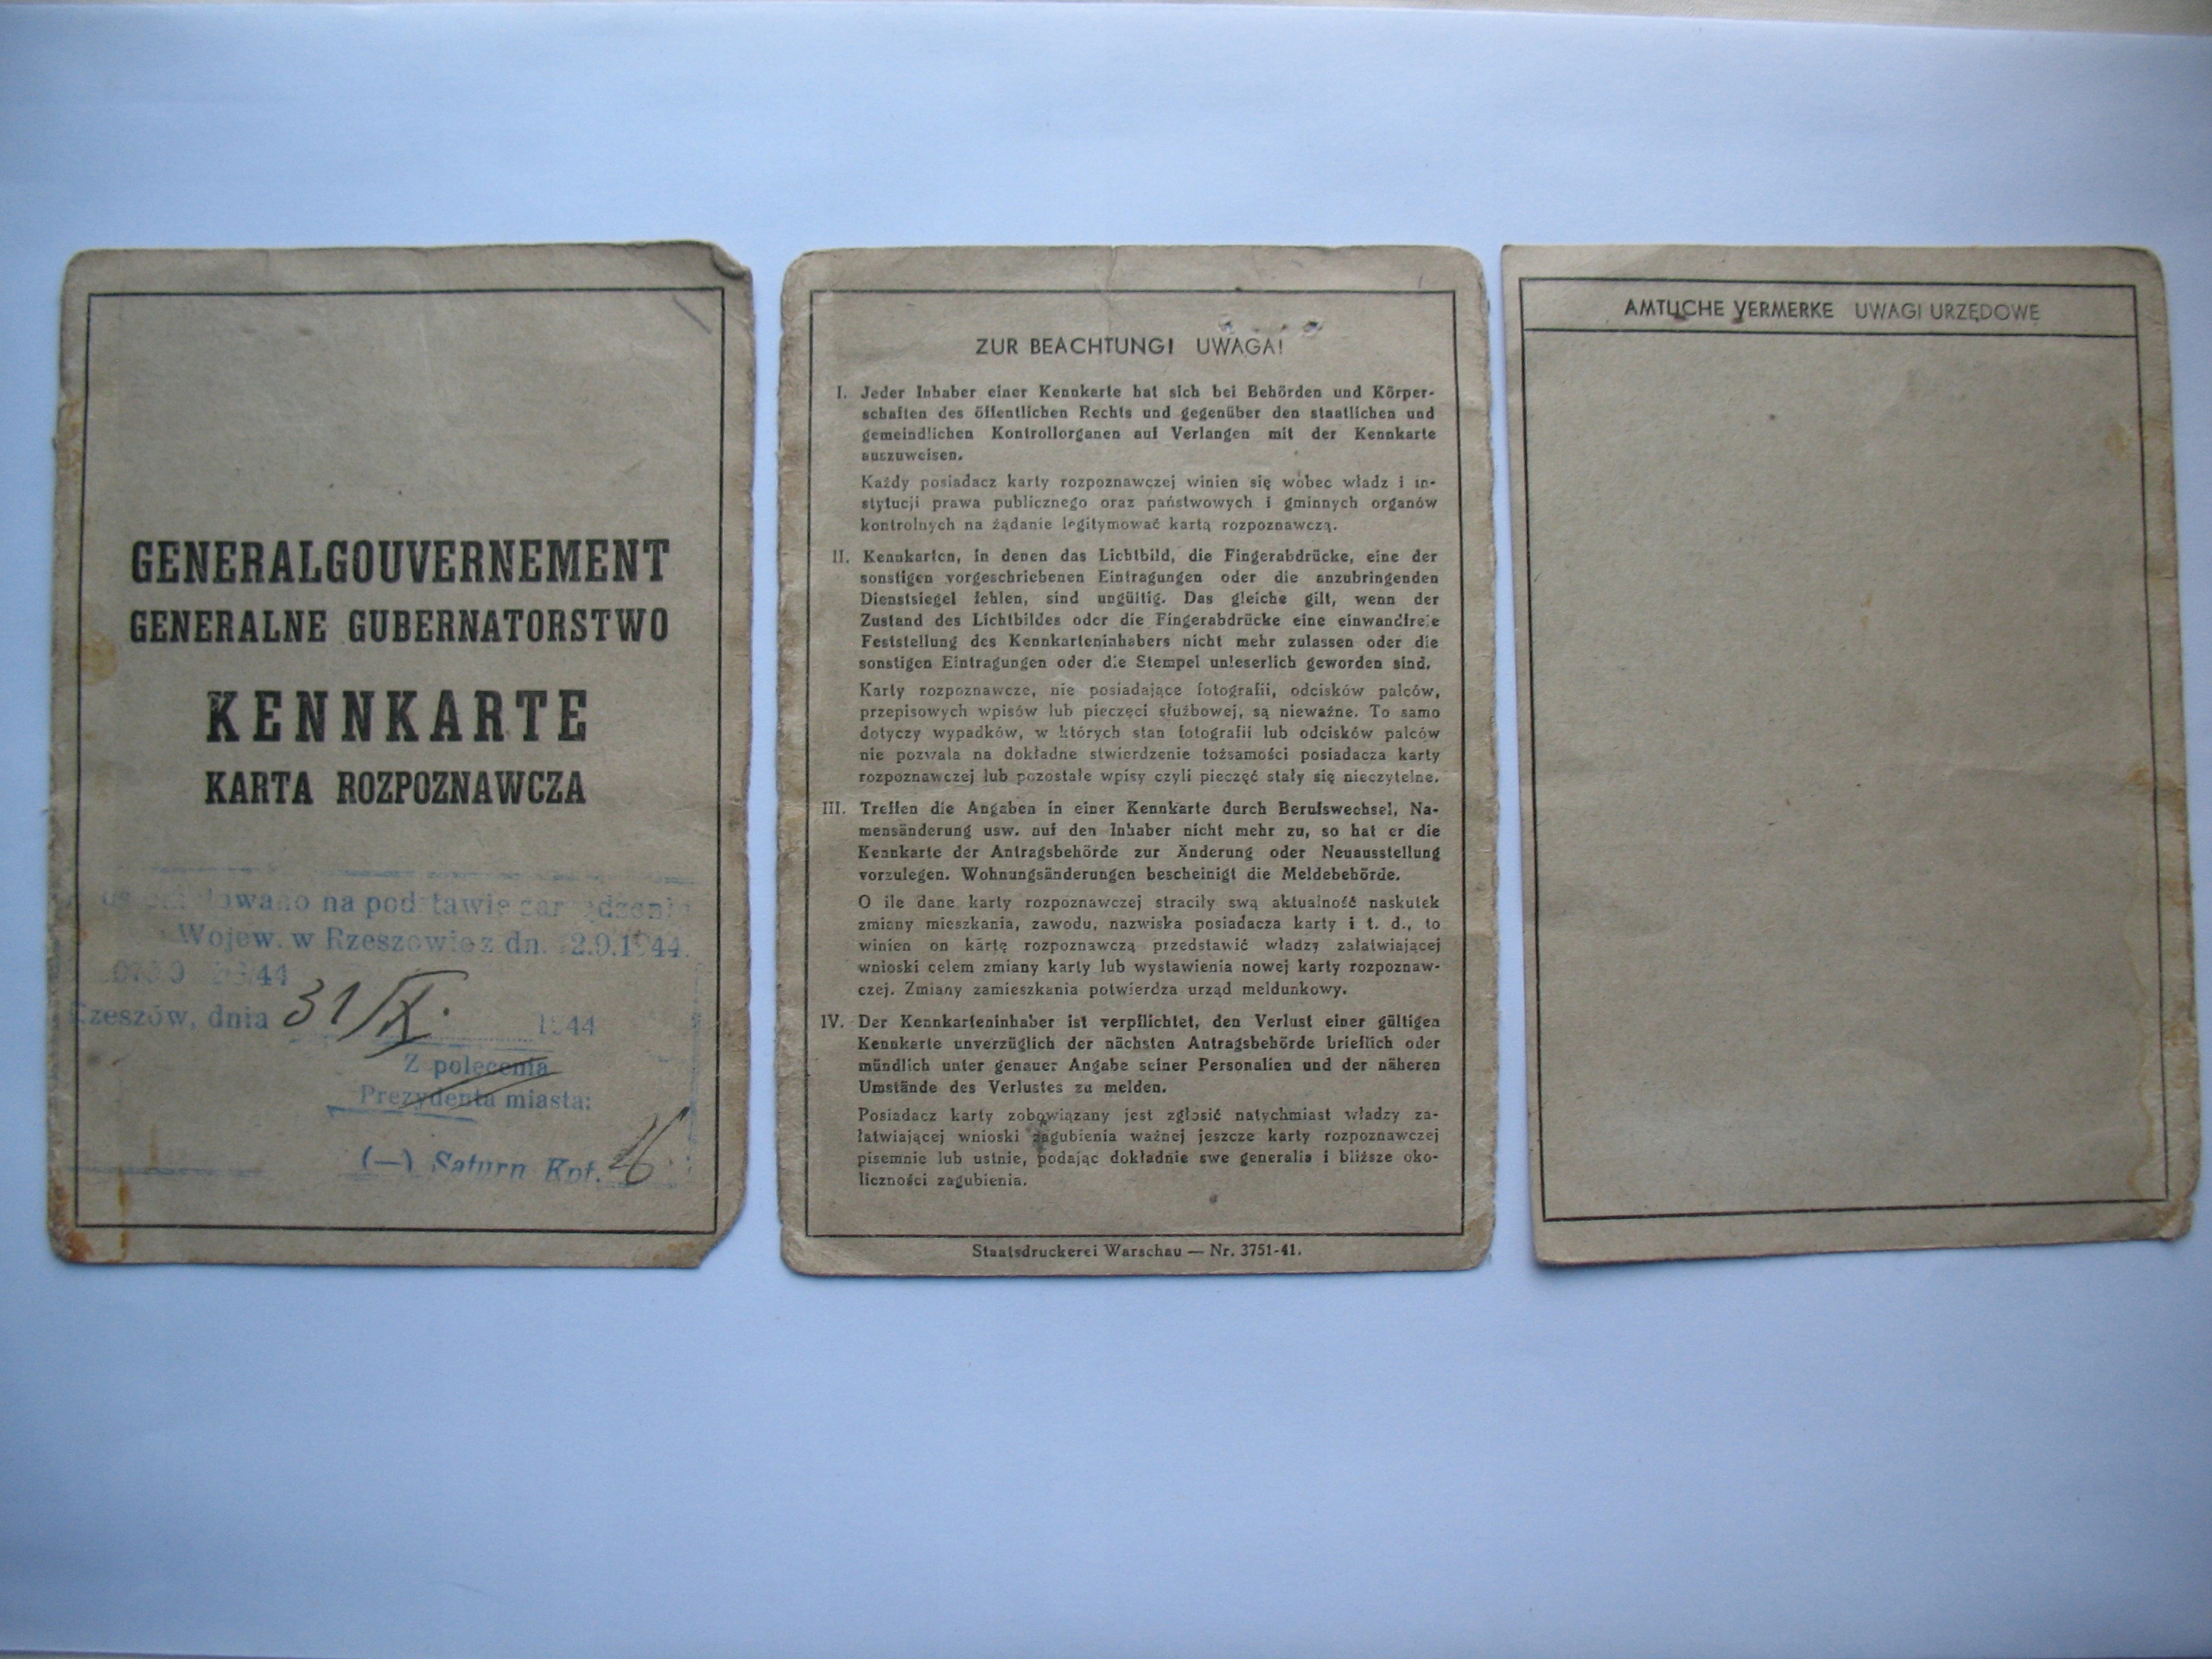 GENERALGOUVERNEMENT
GENERALNE GUBERNATORSTWO
KENNKARTE
KARTA ROZPOZNAWCZA
na podstawie
Wojew. w Rzeszowie z dn. 2.9.1944.
44
Rzeszów, dnia 31/X. 1944
Z polecenia
Prezydenta miasta:
(—) Saturn Kpt.
ZUR BEACHTUNG! UWAGA!
I. Jeder Inhaber einer Kennkarte hat sich bei Behörden und Körper-
schaften des öffentlichen Rechts und gegenüber den staatlichen und
gemeindlichen Kontrollorganen auf Verlangen mit der Kennkarte
auszuweisen.
Każdy posiadacz karty rozpoznawczej winien się wobec władz i in-
stytucji prawa publicznego oraz państwowych i gminnych organów
kontrolnych na żądanie legitymować kartą rozpoznawczą.
II. Kennkarten, in denen das Lichtbild, die Fingerabdrücke, eine der
sonstigen vorgeschriebenen Eintragungen oder die anzubringenden
Dienstsiegel fehlen, sind ungültig. Das gleiche gilt, wenn der
Zustand des Lichtbildes oder die Fingerabdrücke eine einwandfreie
Feststellung des Kennkarteninhabers nicht mehr zulassen oder die
sonstigen Eintragungen oder die Stempel unleserlich geworden sind.
Karty rozpoznawcze, nie posiadające fotografii, odcisków palców,
przepisowych wpisów lub pieczęci służbowej, są nieważne. To samo
dotyczy wypadków, w których stan fotografii lub odcisków palców
nie pozwala na dokładne stwierdzenie tożsamości posiadacza karty
rozpoznawczej lub pozostałe wpisy czyli pieczęć stały się nieczytelne.
III. Treffen die Angaben in einer Kennkarte durch Berufswechsel, Na-
mensänderung usw. auf den Inhaber nicht mehr zu, so hat er die
Kennkarte der Antragsbehörde zur Änderung oder Neuausstellung
vorzulegen. Wohnungsänderungen bescheinigt die Meldebehörde.
O ile dane karty rozpoznawczej straciły swą aktualność naskutek
zmiany mieszkania, zawodu, nazwiska posiadacza karty i t. d., to
winien on kartę rozpoznawczą przedstawić władzy załatwiającej
wnioski celem zmiany karty lub wystawienia nowej karty rozpoznaw-
czej. Zmiany zamieszkania potwierdza urząd meldunkowy.
IV. Der Kennkarteninhaber ist verpflichtet, den Verlust einer gültigen
Kennkarte unverzüglich der nächsten Antragsbehörde brieflich oder
mündlich unter genauer Angabe seiner Personalien und der näheren
Umstände des Verlustes zu melden.
Posiadacz karty zobowiązany jest zgłosić natychmiast władzy za-
łatwiającej wnioski zagubienia ważnej jeszcze karty rozpoznawczej
pisemnie lub ustnie, podając dokładnie swe generalia i bliższe oko-
liczności zagubienia.
Staatsdruckerei Warschau — Nr. 3751-41.
AMTLICHE VERMERKE UWAGI URZĘDOWE